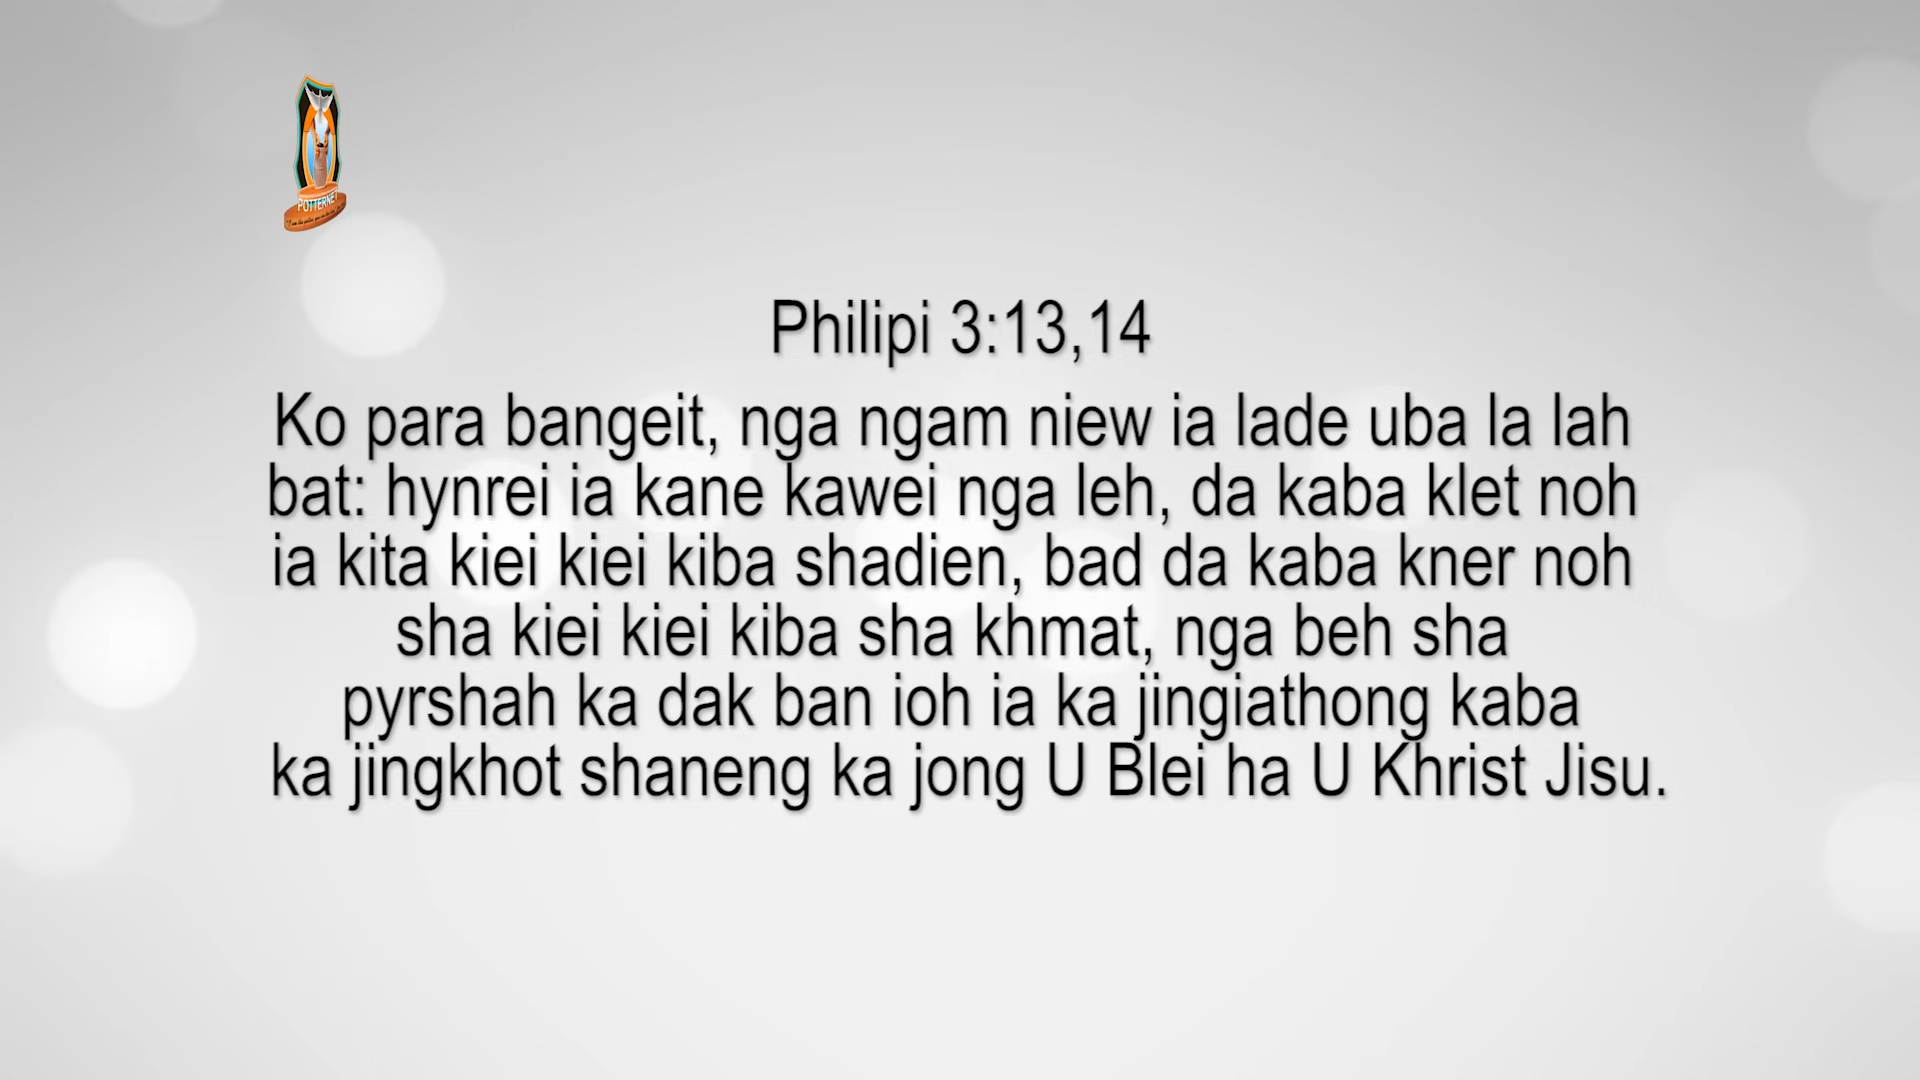 POTTERNET
Philipi 3:13,14
Ko para bangeit, nga ngam niew ia lade uba la lah
bat: hynrei ia kane kawei nga leh, da kaba klet noh
ia kita kiei kiei kiba shadien, bad da kaba kner noh
sha kiei kiei kiba sha khmat, nga beh sha
pyrshah ka dak ban ioh ia ka jingiathong kaba
ka jingkhot shaneng ka jong U Blei ha U Khrist Jisu.